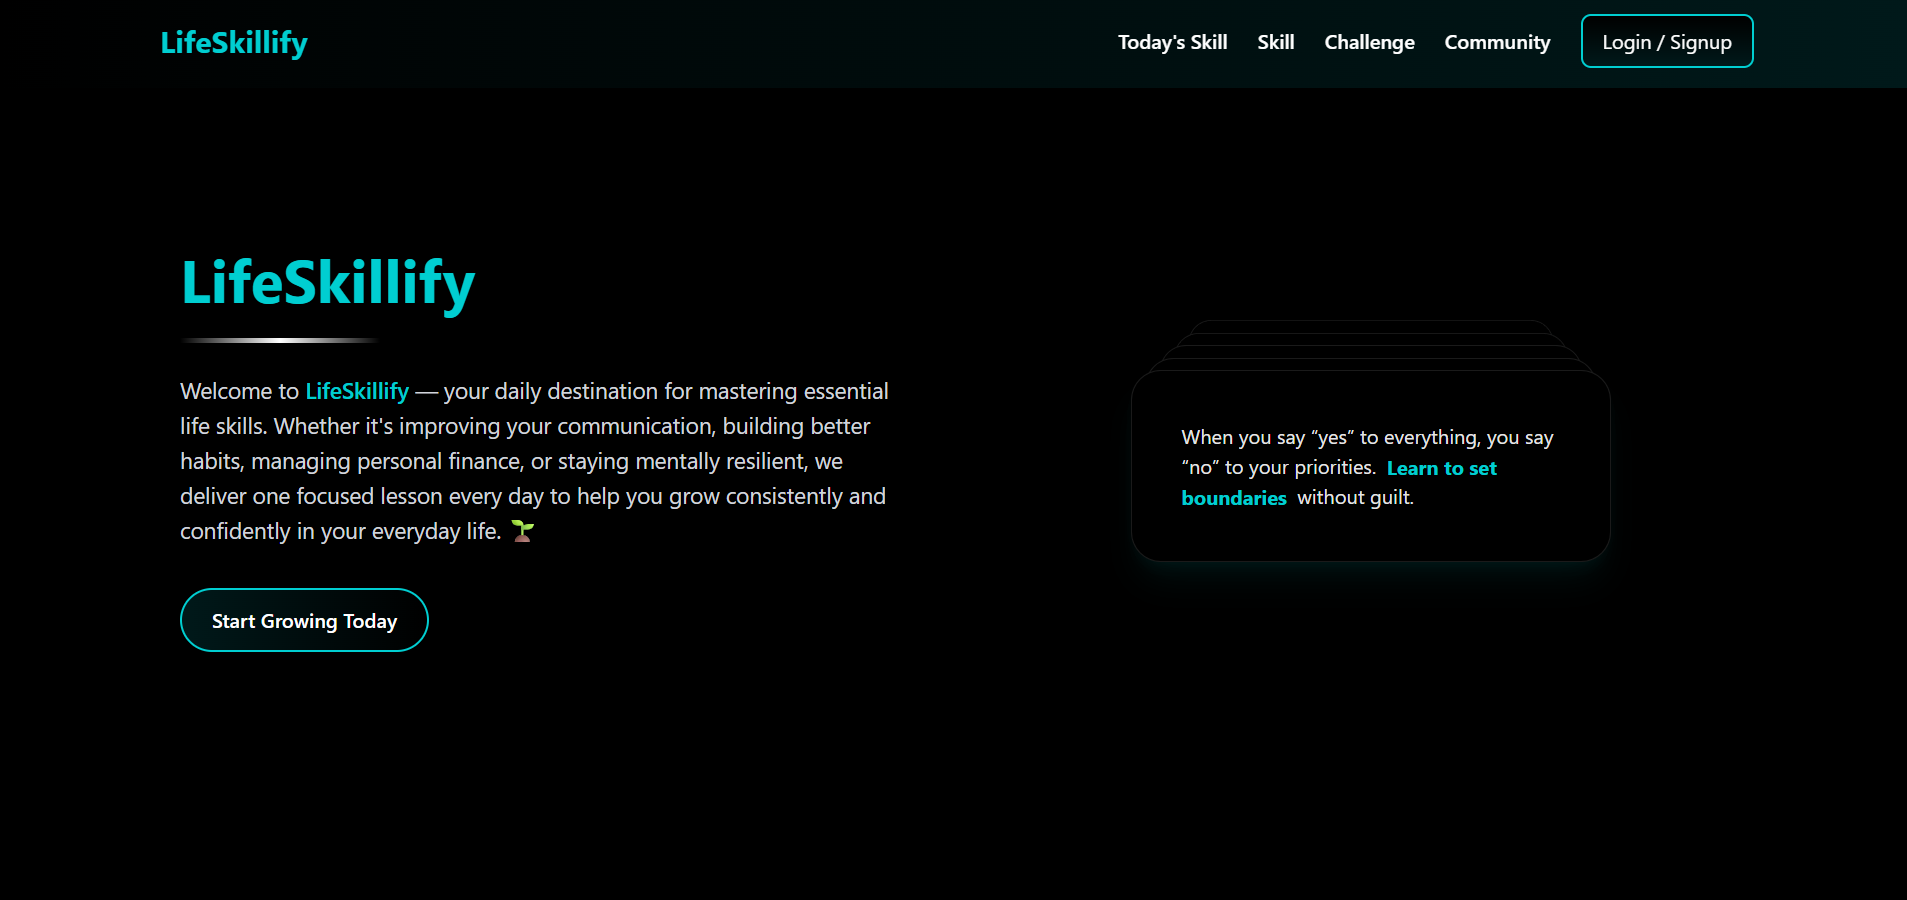 LifeSkillify
Today's Skill
Skill
Challenge
Community
Login / Signup
LifeSkillify
Welcome to LifeSkillify — your daily destination for mastering essential
life skills. Whether it's improving your communication, building better
habits, managing personal finance, or staying mentally resilient, we
deliver one focused lesson every day to help you grow consistently and
confidently in your everyday life. 🌱
Start Growing Today
When you say “yes” to everything, you say
“no” to your priorities. Learn to set
boundaries without guilt.